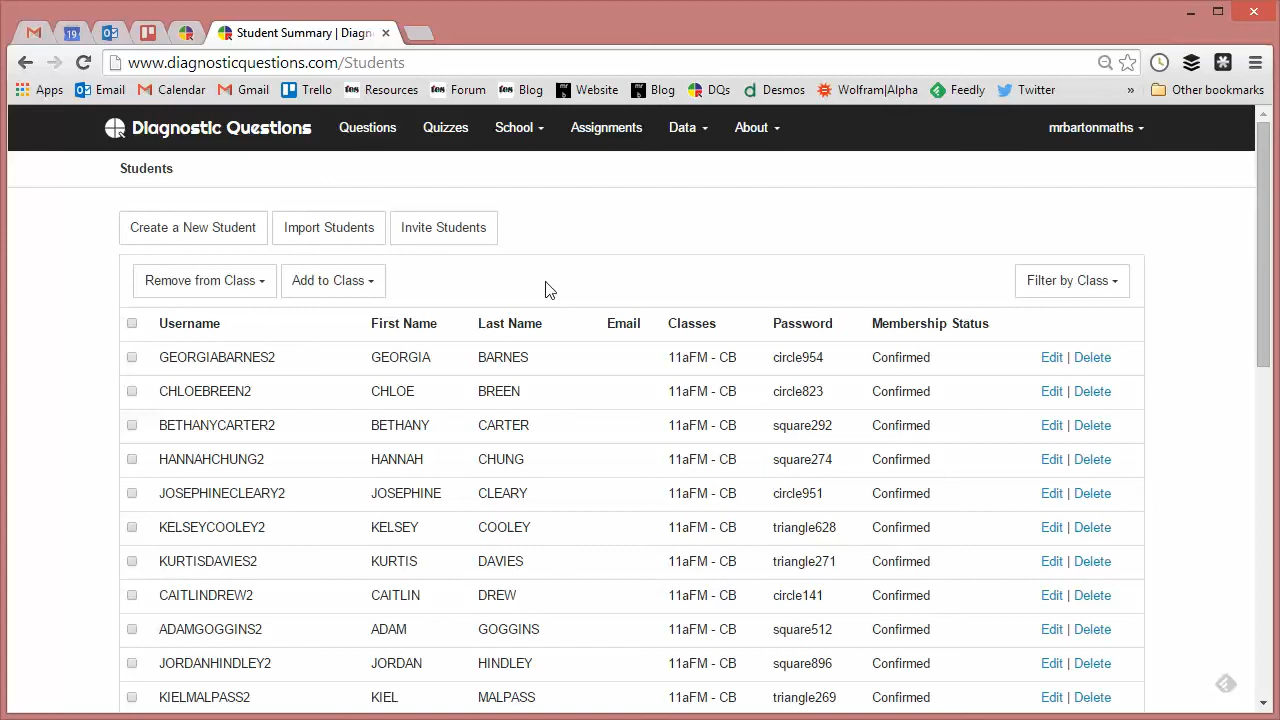 Student Summary | Diagn
www.diagnosticquestions.com/Students
Apps Email Calendar Gmail Trello Resources Forum Blog Website Blog DQs Desmos Wolfram|Alpha Feedly Twitter » Other bookmarks
Diagnostic Questions Questions Quizzes School Assignments Data About mrbartonmaths
Students
Create a New Student Import Students Invite Students
Remove from Class Add to Class Filter by Class
Username First Name Last Name Email Classes Password Membership Status
GEORGIABARNES2 GEORGIA BARNES 11aFM - CB circle954 Confirmed Edit | Delete
CHLOEBREEN2 CHLOE BREEN 11aFM - CB circle823 Confirmed Edit | Delete
BETHANYCARTER2 BETHANY CARTER 11aFM - CB square292 Confirmed Edit | Delete
HANNAHCHUNG2 HANNAH CHUNG 11aFM - CB square274 Confirmed Edit | Delete
JOSEPHINECLEARY2 JOSEPHINE CLEARY 11aFM - CB circle951 Confirmed Edit | Delete
KELSEYCOOLEY2 KELSEY COOLEY 11aFM - CB triangle628 Confirmed Edit | Delete
KURTISDAVIES2 KURTIS DAVIES 11aFM - CB triangle271 Confirmed Edit | Delete
CAITLINDREW2 CAITLIN DREW 11aFM - CB circle141 Confirmed Edit | Delete
ADAMGOGGINS2 ADAM GOGGINS 11aFM - CB square512 Confirmed Edit | Delete
JORDANHINDLEY2 JORDAN HINDLEY 11aFM - CB square896 Confirmed Edit | Delete
KIELMALPASS2 KIEL MALPASS 11aFM - CB triangle269 Confirmed Edit | Delete